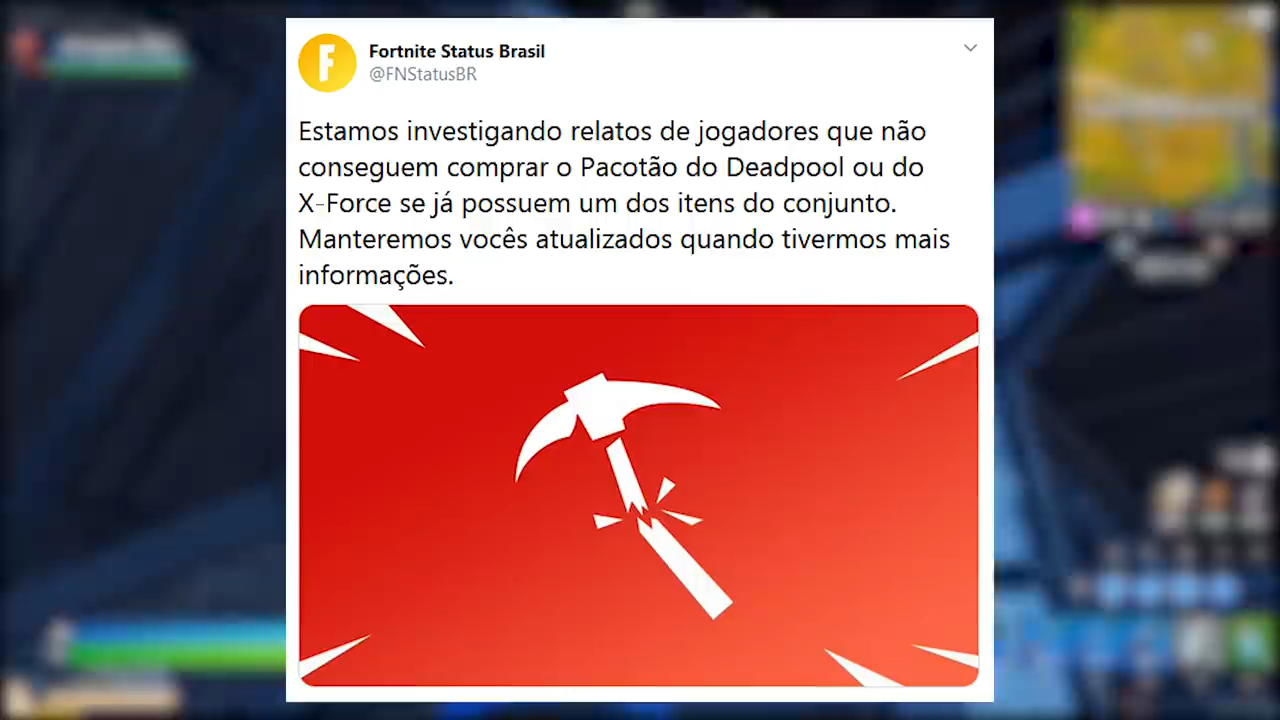 Fortnite Status Brasil
@FNStatusBR
Estamos investigando relatos de jogadores que não
conseguem comprar o Pacotão do Deadpool ou do
X-Force se já possuem um dos itens do conjunto.
Manteremos vocês atualizados quando tivermos mais
informações.